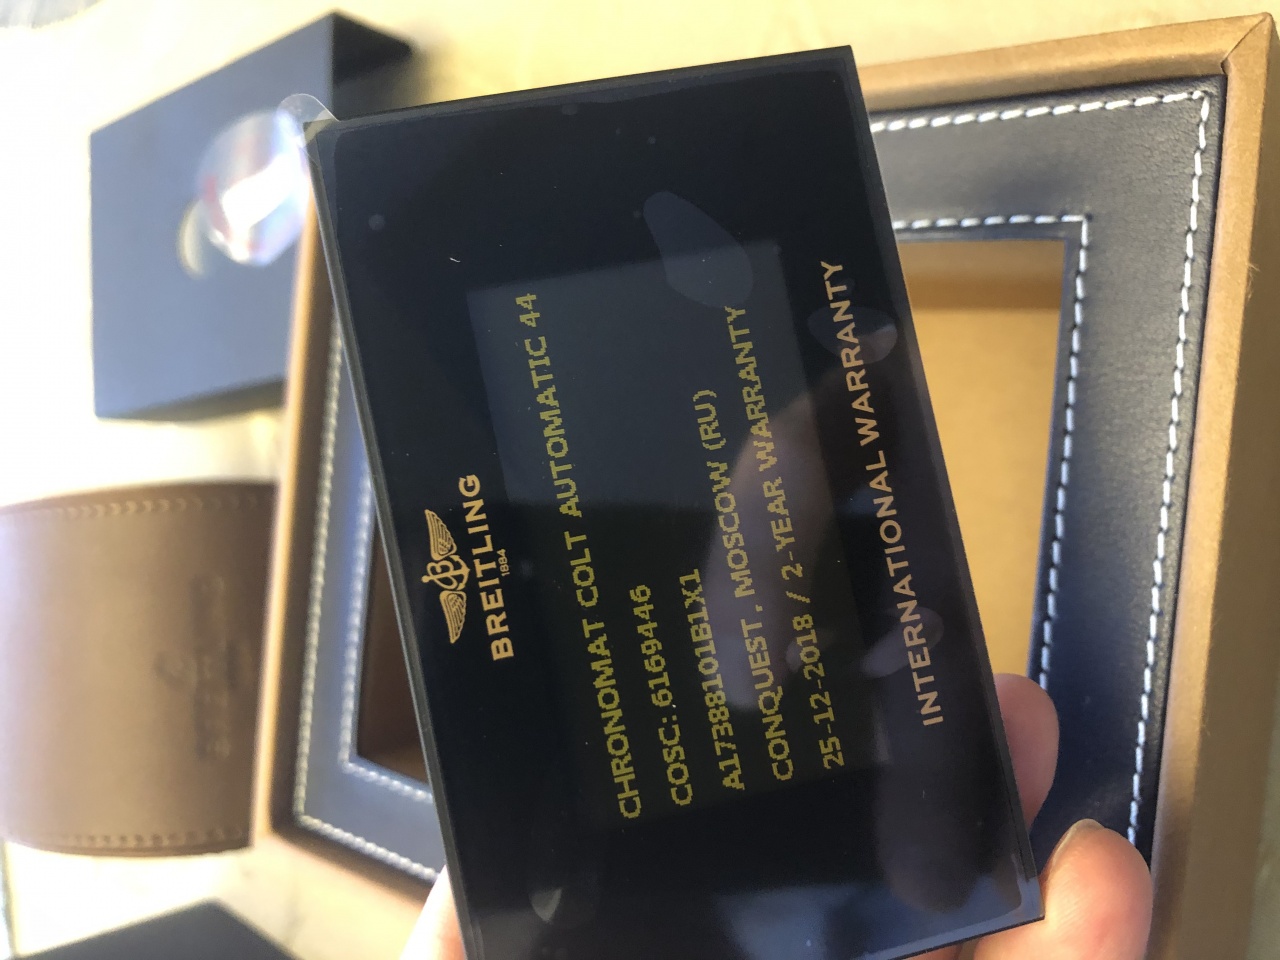 BREITLING
1884
CHRONOMAT COLT AUTOMATIC 44
COSC:6169446
A17388101B1X1
CONQUEST, MOSCOW (RU)
25-12-2018 / 2-YEAR WARRANTY
INTERNATIONAL WARRANTY